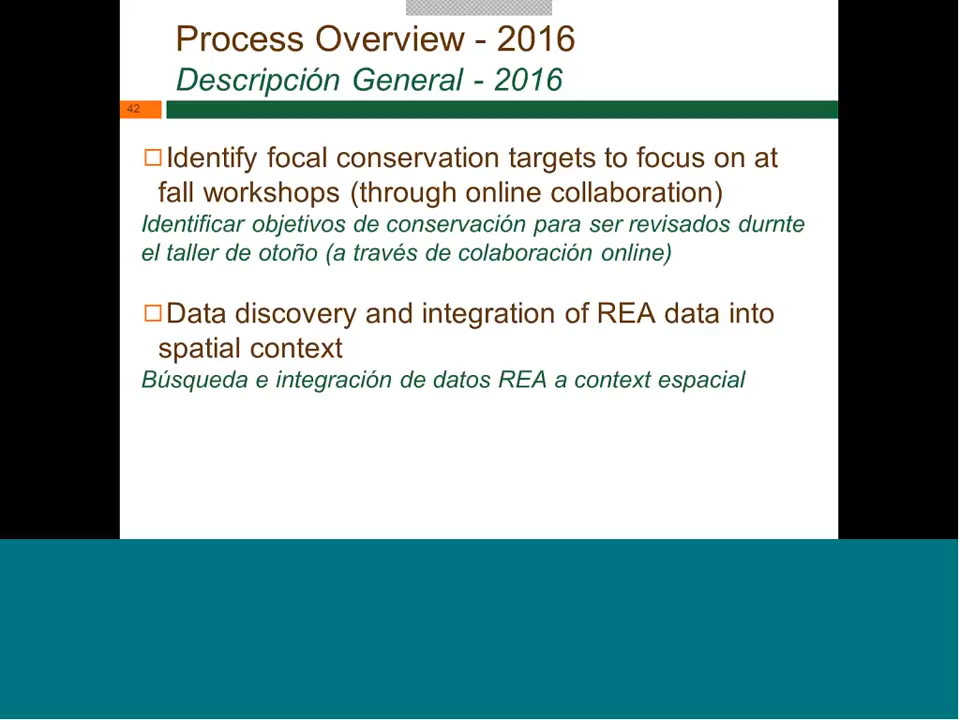 Process Overview - 2016
Descripción General - 2016
42
Identify focal conservation targets to focus on at
fall workshops (through online collaboration)
Identificar objetivos de conservación para ser revisados durnte
el taller de otoño (a través de colaboración online)
Data discovery and integration of REA data into
spatial context
Búsqueda e integración de datos REA a context espacial